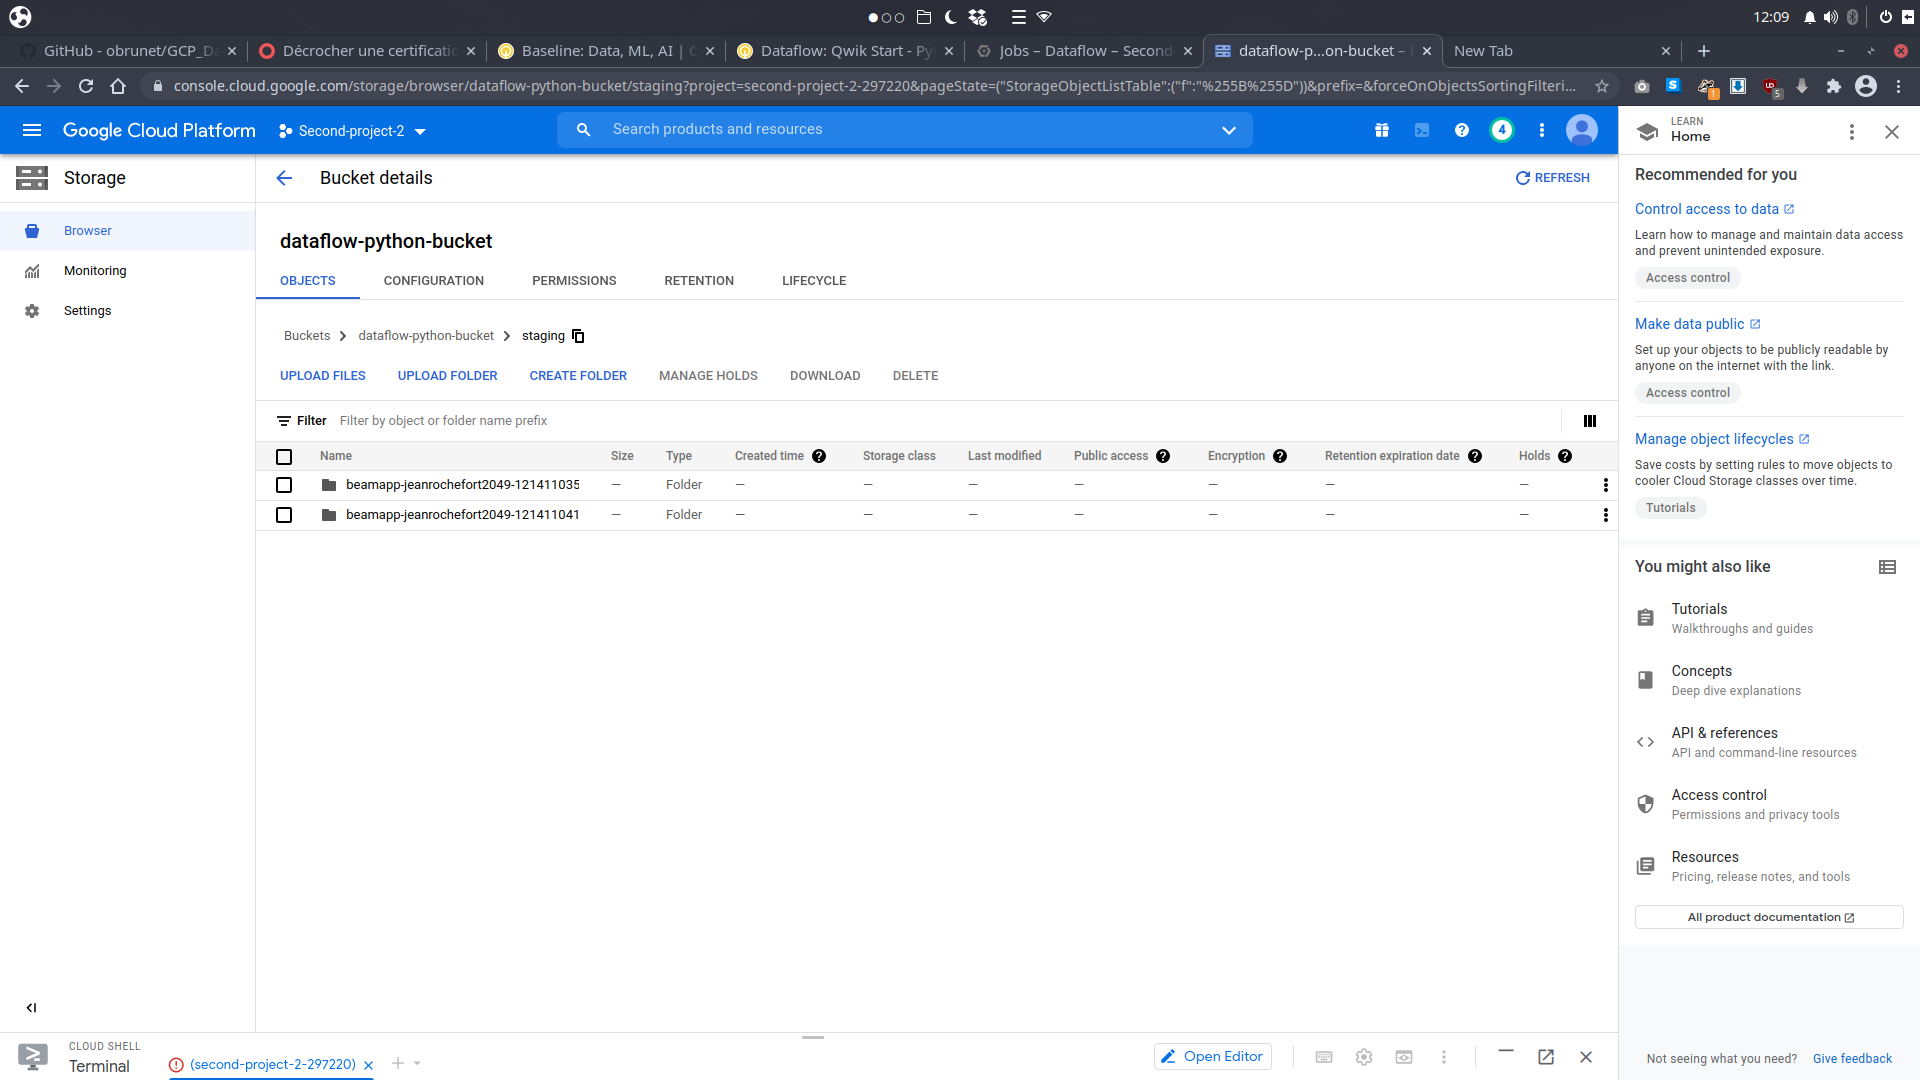 12:09
GitHub - obrunet/GCP_Da
Décrocher une certificatic
Baseline: Data, ML, AI | G
Dataflow: Qwik Start - Py
Jobs – Dataflow – Second
dataflow-p...on-bucket –
New Tab
console.cloud.google.com/storage/browser/dataflow-python-bucket/staging?project=second-project-2-297220&pageState=("StorageObjectListTable":("f":"%255B%255D"))&prefix=&forceOnObjectsSortingFilteri...
1
5
Google Cloud Platform
Second-project-2
Search products and resources
4
LEARN
Home
Storage
Browser
Monitoring
Settings
Bucket details
REFRESH
dataflow-python-bucket
OBJECTS CONFIGURATION PERMISSIONS RETENTION LIFECYCLE
Buckets > dataflow-python-bucket > staging
UPLOAD FILES UPLOAD FOLDER CREATE FOLDER MANAGE HOLDS DOWNLOAD DELETE
Filter Filter by object or folder name prefix
Name Size Type Created time Storage class Last modified Public access Encryption Retention expiration date Holds
beamapp-jeanrochefort2049-121411035 — Folder — — — — — — —
beamapp-jeanrochefort2049-121411041 — Folder — — — — — — —
Recommended for you
Control access to data
Learn how to manage and maintain data access
and prevent unintended exposure.
Access control
Make data public
Set up your objects to be publicly readable by
anyone on the internet with the link.
Access control
Manage object lifecycles
Save costs by setting rules to move objects to
cooler Cloud Storage classes over time.
Tutorials
You might also like
Tutorials
Walkthroughs and guides
Concepts
Deep dive explanations
API & references
API and command-line resources
Access control
Permissions and privacy tools
Resources
Pricing, release notes, and tools
All product documentation
Not seeing what you need? Give feedback
CLOUD SHELL
Terminal
(second-project-2-297220)
Open Editor